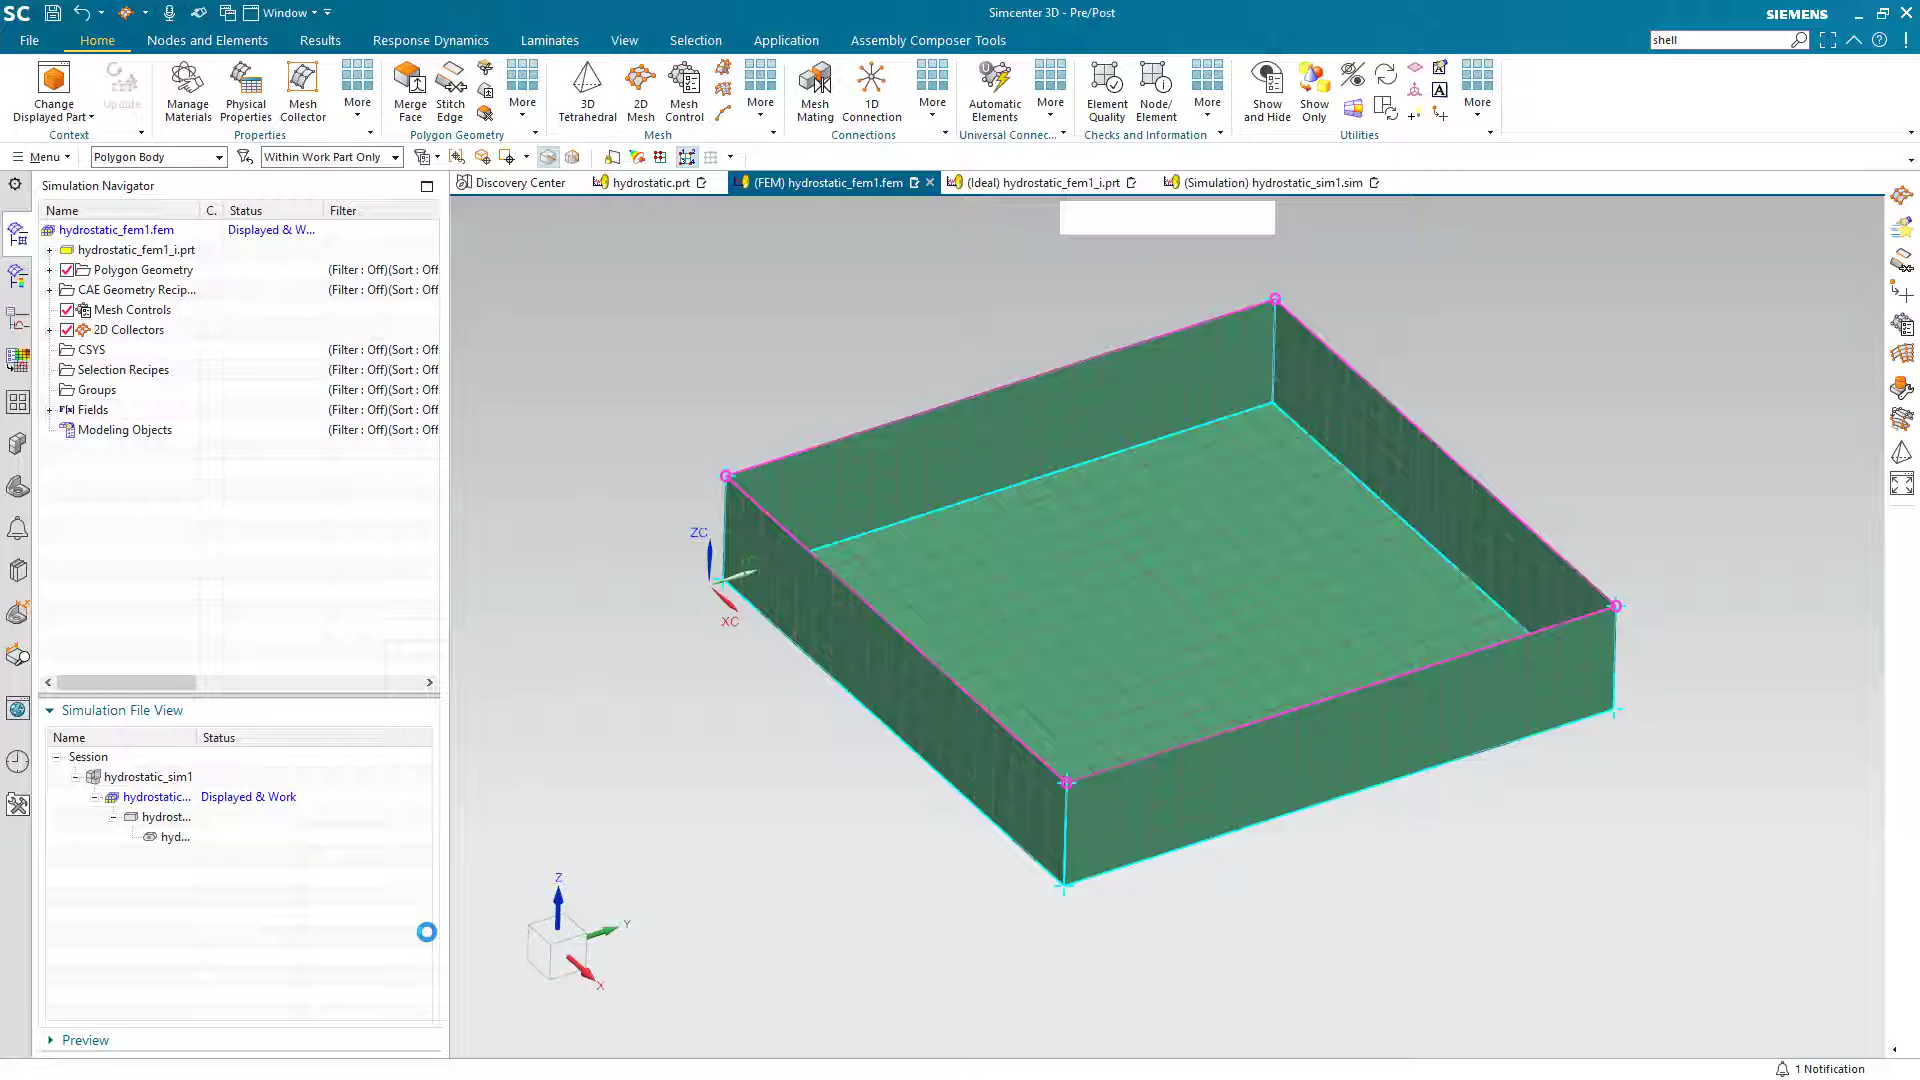 SC
Window
Simcenter 3D - Pre/Post
SIEMENS
File
Home
Nodes and Elements
Results
Response Dynamics
Laminates
View
Selection
Application
Assembly Composer Tools
shell
Change
Displayed Part
Update
Context
Manage
Materials
Physical
Properties
Mesh
Collector
More
Properties
Merge
Face
Stitch
Edge
More
Polygon Geometry
3D
Tetrahedral
2D
Mesh
Mesh
Control
More
Mesh
Mesh
Mating
1D
Connection
More
Connections
Automatic
Elements
More
Universal Connec...
Element
Quality
Node/
Element
More
Checks and Information
Show
and Hide
Show
Only
More
Utilities
Menu
Polygon Body
Within Work Part Only
Simulation Navigator
Discovery Center
hydrostatic.prt
(FEM) hydrostatic_fem1.fem
(Ideal) hydrostatic_fem1_i.prt
(Simulation) hydrostatic_sim1.sim
Name C. Status Filter
hydrostatic_fem1.fem Displayed & W...
hydrostatic_fem1_i.prt
Polygon Geometry (Filter : Off)(Sort : Off
CAE Geometry Recip... (Filter : Off)(Sort : Off
Mesh Controls
2D Collectors
CSYS (Filter : Off)(Sort : Off
Selection Recipes (Filter : Off)(Sort : Off
Groups (Filter : Off)(Sort : Off
Fields (Filter : Off)(Sort : Off
Modeling Objects (Filter : Off)(Sort : Off
ZC
XC
Simulation File View
Name Status
Session
hydrostatic_sim1
hydrostatic... Displayed & Work
hydrost...
hyd...
Z
Y
X
Preview
1 Notification